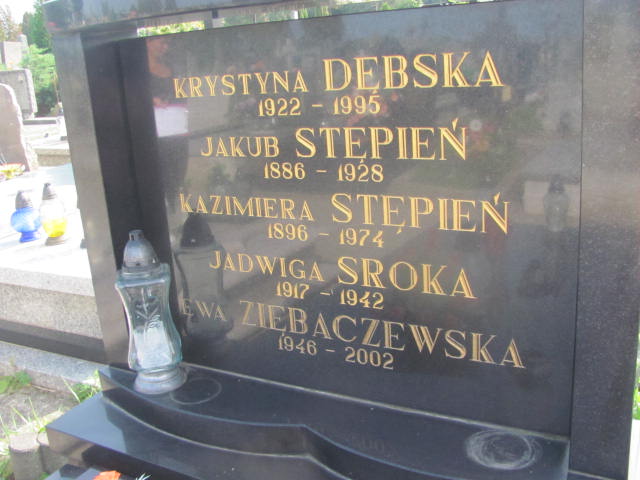 KRYSTYNA DĘBSKA
1922 - 1995
JAKUB STĘPIEŃ
1886 - 1928
KAZIMIERA STĘPIEŃ
1896 - 1974
JADWIGA SROKA
1917 - 1942
EWA ZIEBACZEWSKA
1946 - 2002